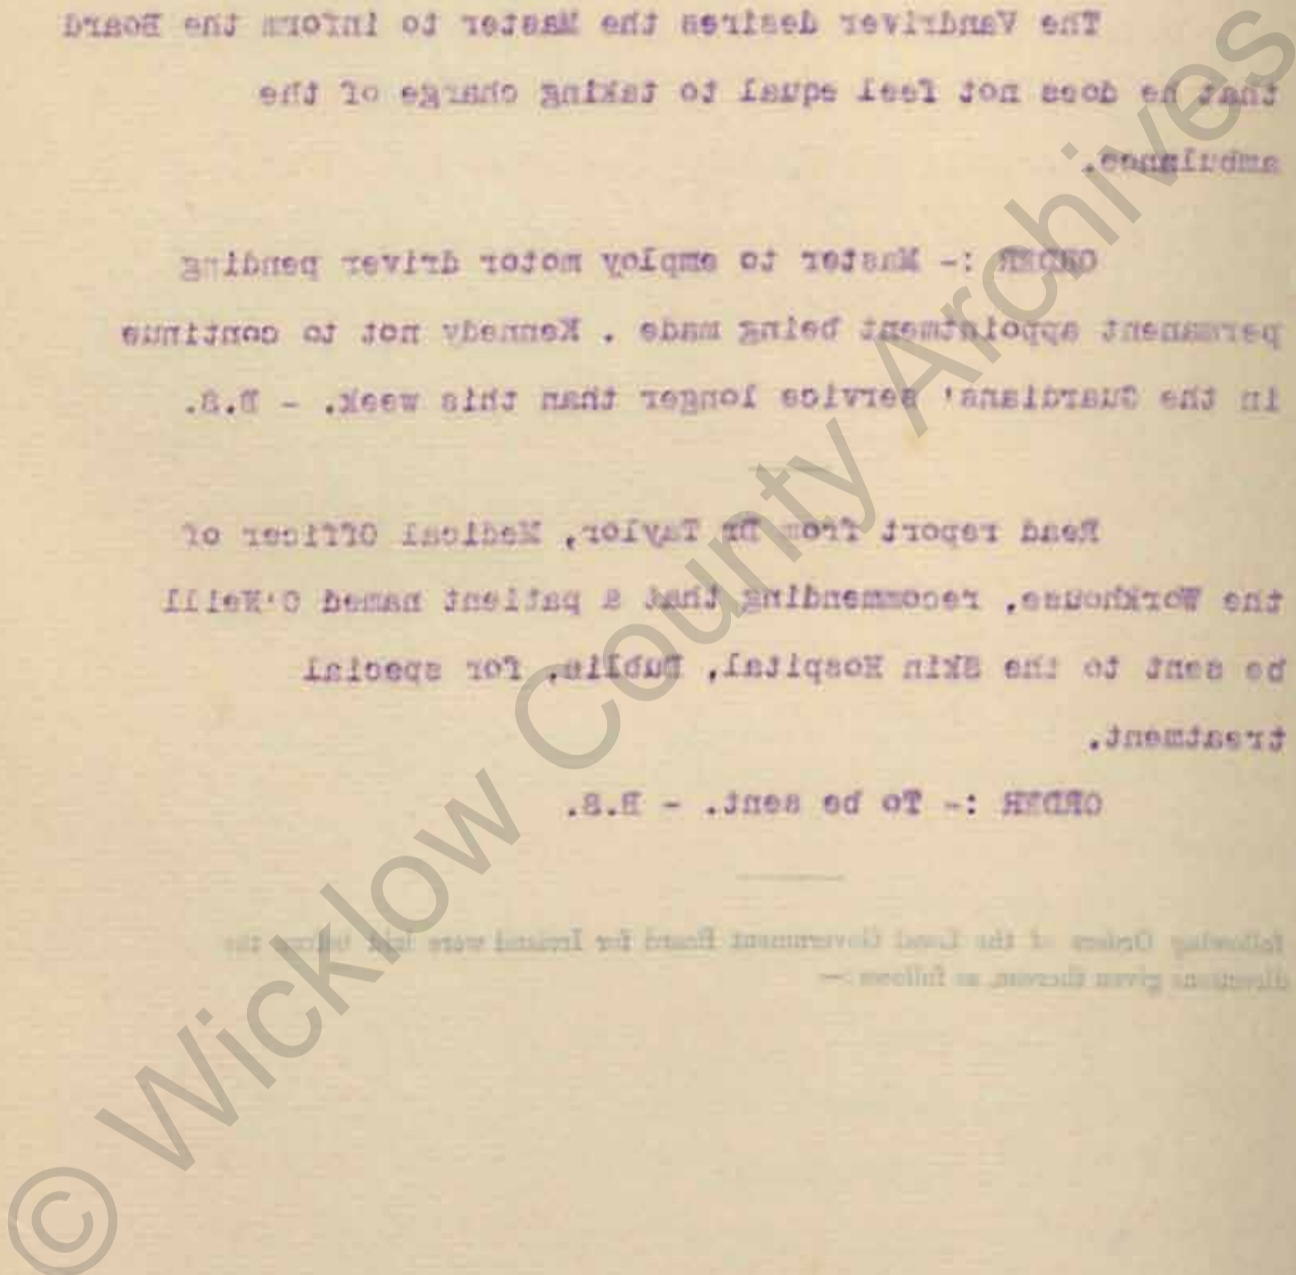 The Vandriver desires the Master to inform the Board
that he does not feel equal to taking charge of the
ambulance.
ORDER :- Master to employ motor driver pending
permanent appointment being made . Kennedy not to continue
in the Guardians' service longer than this week. - B.S.
Read report from Dr Taylor, Medical Officer of
the Workhouse, recommending that a patient named O'Neill
be sent to the Skin Hospital, Dublin, for special
treatment.
ORDER :- To be sent. - B.S.
following Orders of the Local Government Board for Ireland were laid before the
directions given thereon, as follows :—
© Wicklow County Archives